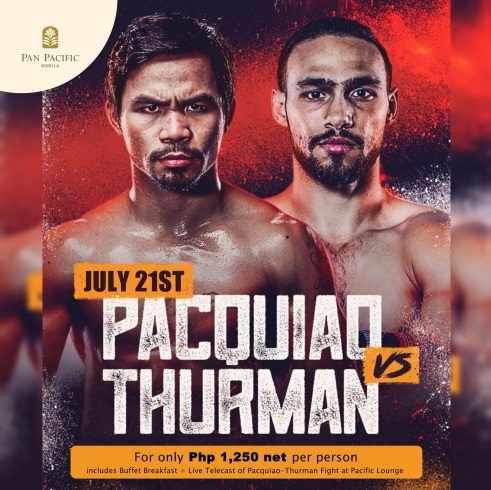 PAN PACIFIC
MANILA
JULY 21ST
PACQUIAO
VS
THURMAN
For only Php 1,250 net per person
includes Buffet Breakfast + Live Telecast of Pacquiao-Thurman Fight at Pacific Lounge